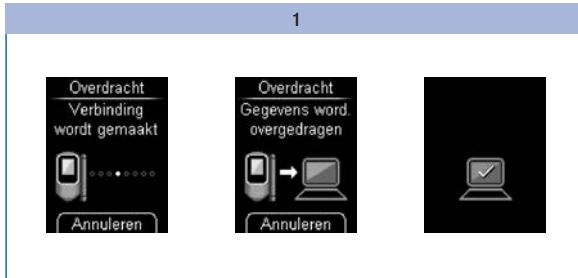 1
Overdracht
Verbinding
wordt gemaakt
Annuleren
Overdracht
Gegevens word.
overgedragen
Annuleren